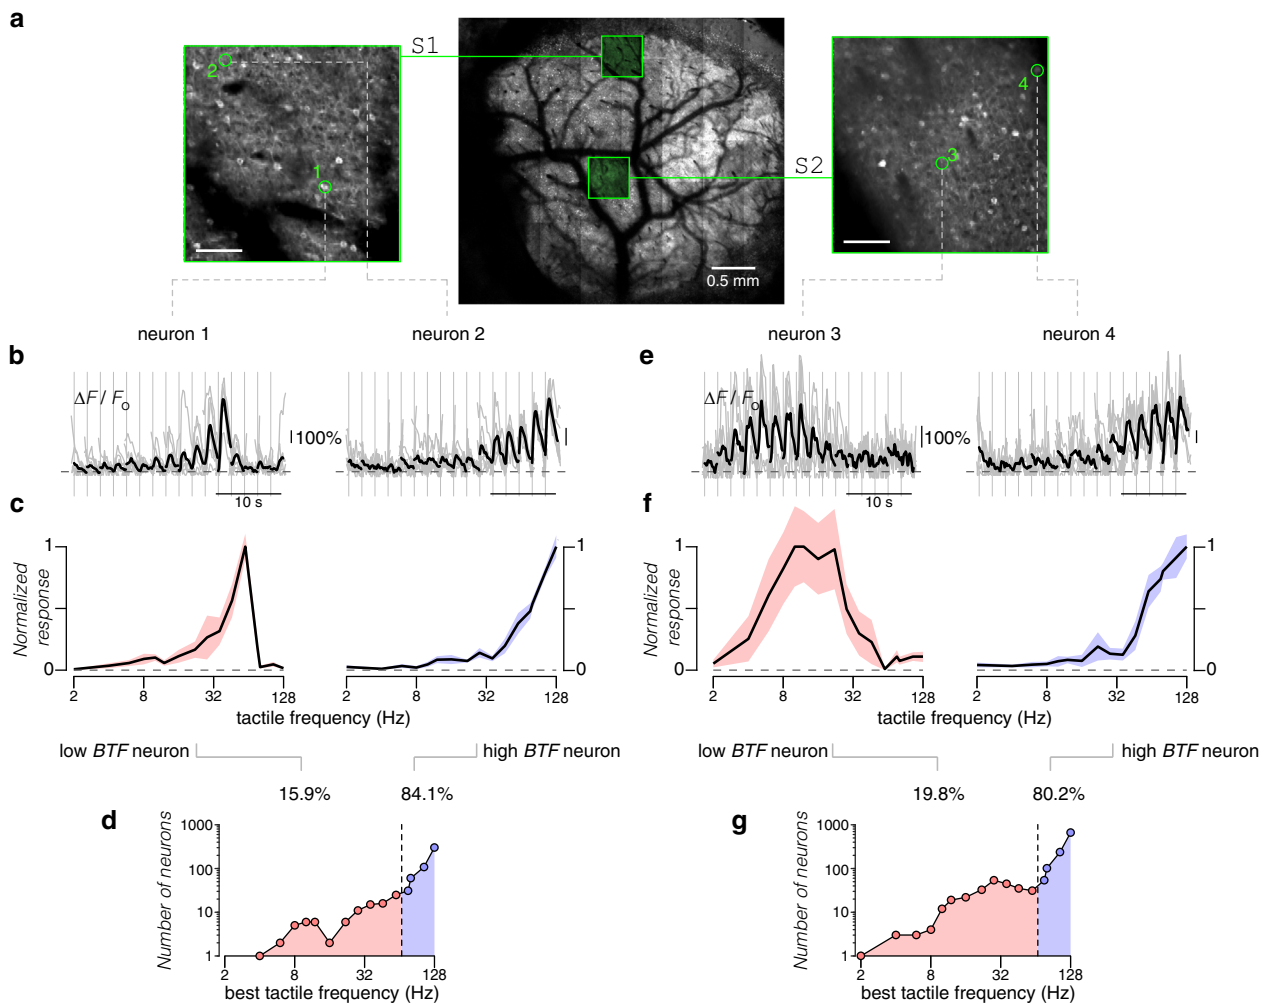 a
S1
S2
2
1
3
4
0.5 mm
neuron 1
neuron 2
neuron 3
neuron 4
b
ΔF / Fo
100%
10 s
e
ΔF / Fo
100%
10 s
c
Normalized
response
1
0
1
0
2
8
32
128
2
8
32
128
tactile frequency (Hz)
f
Normalized
response
1
0
1
0
2
8
32
128
2
8
32
128
tactile frequency (Hz)
low BTF neuron
high BTF neuron
low BTF neuron
high BTF neuron
15.9%
84.1%
19.8%
80.2%
d
Number of neurons
1000
100
10
1
2
8
32
128
best tactile frequency (Hz)
g
Number of neurons
1000
100
10
1
2
8
32
128
best tactile frequency (Hz)